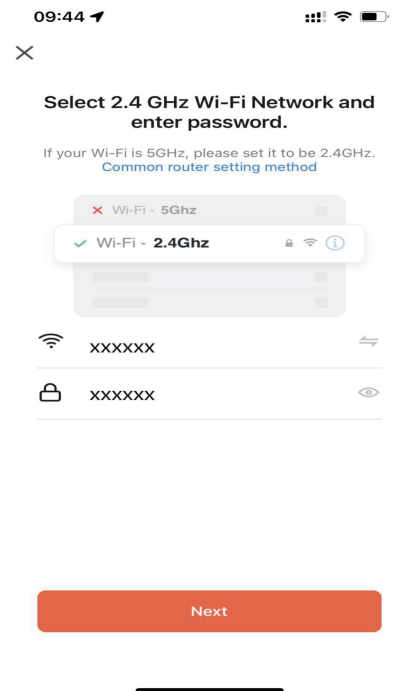 09:44
Select 2.4 GHz Wi-Fi Network and
enter password.
If your Wi-Fi is 5GHz, please set it to be 2.4GHz.
Common router setting method
Wi-Fi - 5Ghz
Wi-Fi - 2.4Ghz
xxxxxx
xxxxxx
Next